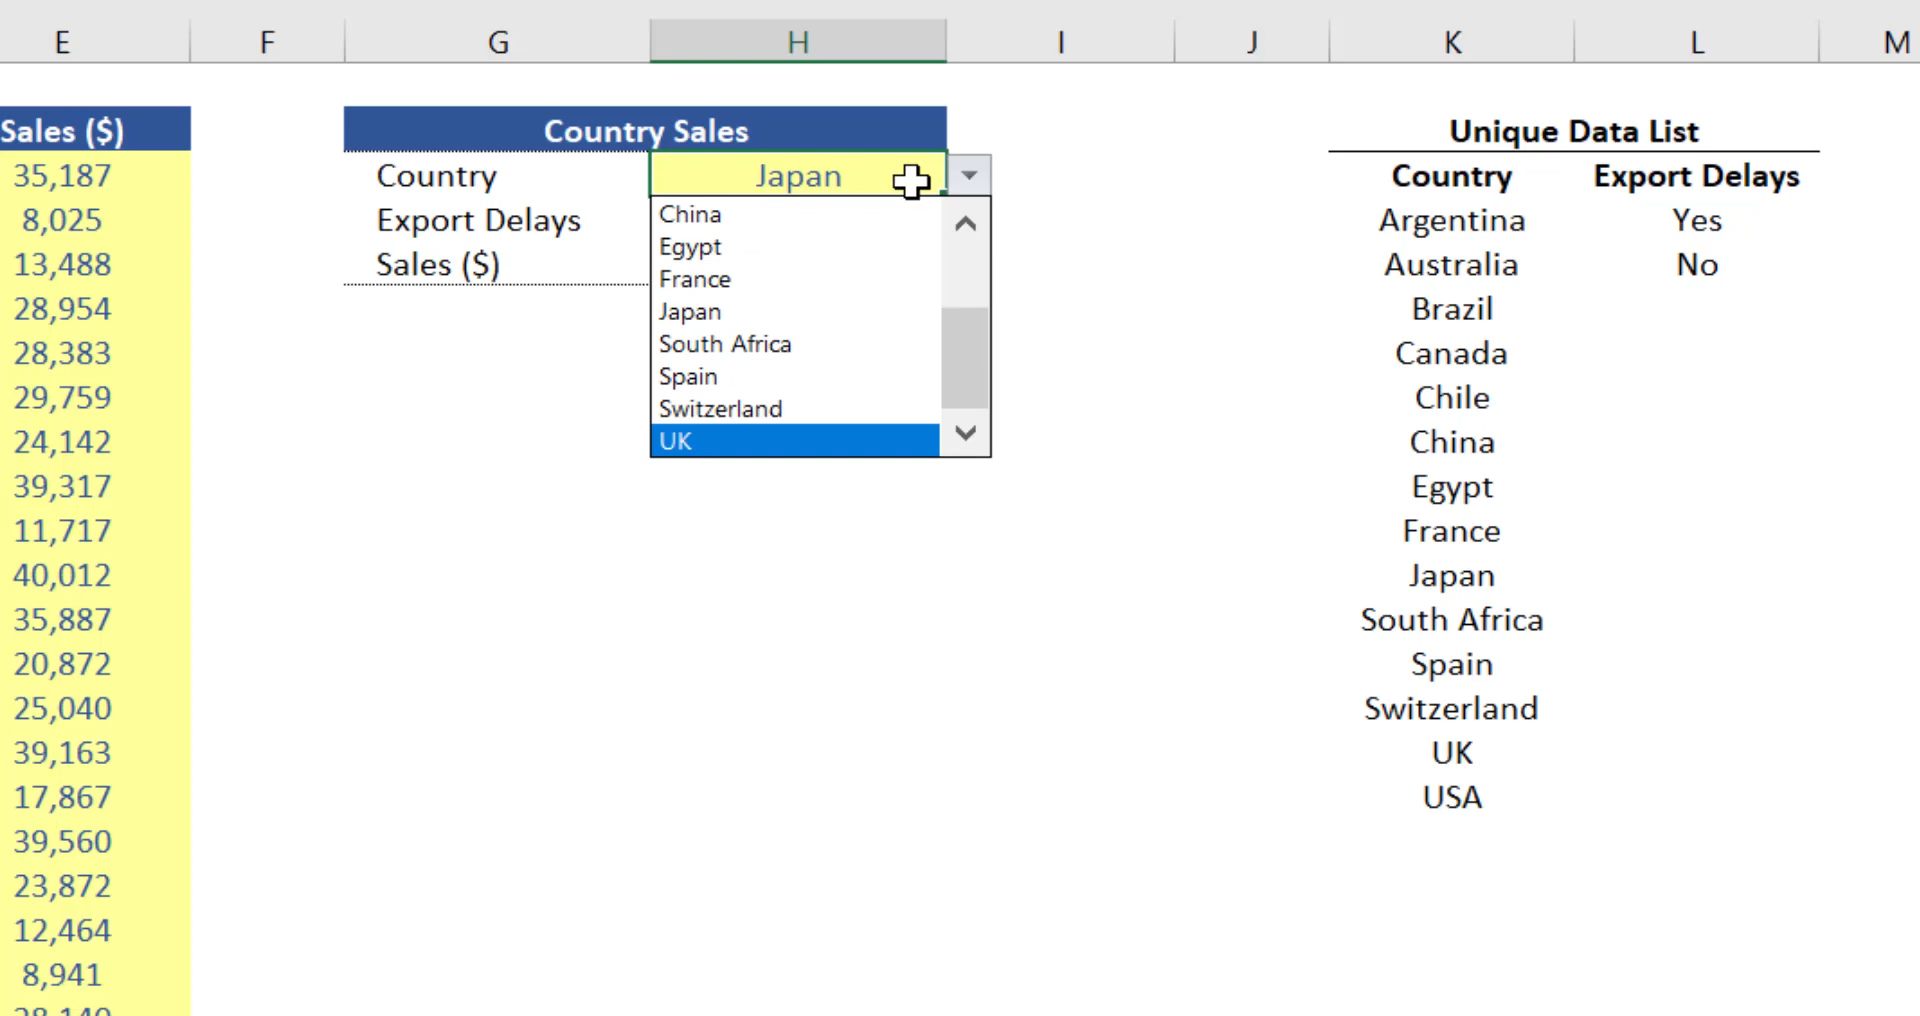 E F G H I J K L M
Sales ($) Country Sales Unique Data List
35,187 Country Japan Country Export Delays
8,025 Export Delays Argentina Yes
13,488 Sales ($) Australia No
28,954 Brazil
28,383 Canada
29,759 Chile
24,142 China
39,317 Egypt
11,717 France
40,012 Japan
35,887 South Africa
20,872 Spain
25,040 Switzerland
39,163 UK
17,867 USA
39,560
23,872
12,464
8,941
China
Egypt
France
Japan
South Africa
Spain
Switzerland
UK